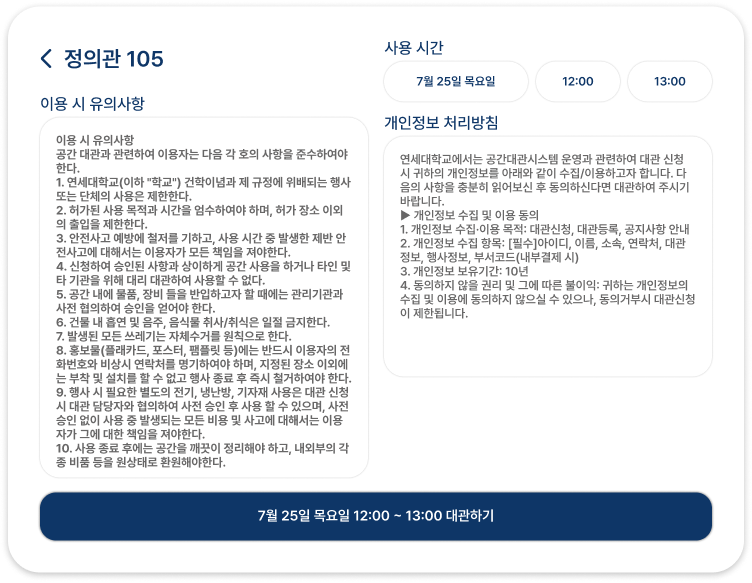 정의관 105
이용 시 유의사항
이용 시 유의사항
공간 대관과 관련하여 이용자는 다음 각 호의 사항을 준수하여야
한다.
1. 연세대학교(이하 "학교") 건학이념과 제 규정에 위배되는 행사
또는 단체의 사용은 제한한다.
2. 허가된 사용 목적과 시간을 엄수하여야 하며, 허가 장소 이외
의 출입을 제한한다.
3. 안전사고 예방에 철저를 기하고, 사용 시간 중 발생한 제반 안
전사고에 대해서는 이용자가 모든 책임을 져야한다.
4. 신청하여 승인된 사항과 상이하게 공간 사용을 하거나 타인 및
타 기관을 위해 대리 대관하여 사용할 수 없다.
5. 공간 내에 물품, 장비 들을 반입하고자 할 때에는 관리기관과
사전 협의하여 승인을 얻어야 한다.
6. 건물 내 흡연 및 음주, 음식물 취사/취식은 일절 금지한다.
7. 발생된 모든 쓰레기는 자체수거를 원칙으로 한다.
8. 홍보물(플래카드, 포스터, 팸플릿 등)에는 반드시 이용자의 전
화번호와 비상시 연락처를 명기하여야 하며, 지정된 장소 이외에
는 부착 및 설치를 할 수 없고 행사 종료 후 즉시 철거하여야 한다.
9. 행사 시 필요한 별도의 전기, 냉난방, 기자재 사용은 대관 신청
시 대관 담당자와 협의하여 사전 승인 후 사용 할 수 있으며, 사전
승인 없이 사용 중 발생되는 모든 비용 및 사고에 대해서는 이용
자가 그에 대한 책임을 져야한다.
10. 사용 종료 후에는 공간을 깨끗이 정리해야 하고, 내외부의 각
종 비품 등을 원상태로 환원해야한다.
사용 시간
7월 25일 목요일
12:00
13:00
개인정보 처리방침
연세대학교에서는 공간대관시스템 운영과 관련하여 대관 신청
시 귀하의 개인정보를 아래와 같이 수집/이용하고자 합니다. 다
음의 사항을 충분히 읽어보신 후 동의하신다면 대관하여 주시기
바랍니다.
▶ 개인정보 수집 및 이용 동의
1. 개인정보 수집·이용 목적: 대관신청, 대관등록, 공지사항 안내
2. 개인정보 수집 항목: [필수]아이디, 이름, 소속, 연락처, 대관
정보, 행사정보, 부서코드(내부결제 시)
3. 개인정보 보유기간: 10년
4. 동의하지 않을 권리 및 그에 따른 불이익: 귀하는 개인정보의
수집 및 이용에 동의하지 않으실 수 있으나, 동의거부시 대관신청
이 제한됩니다.
7월 25일 목요일 12:00 ~ 13:00 대관하기